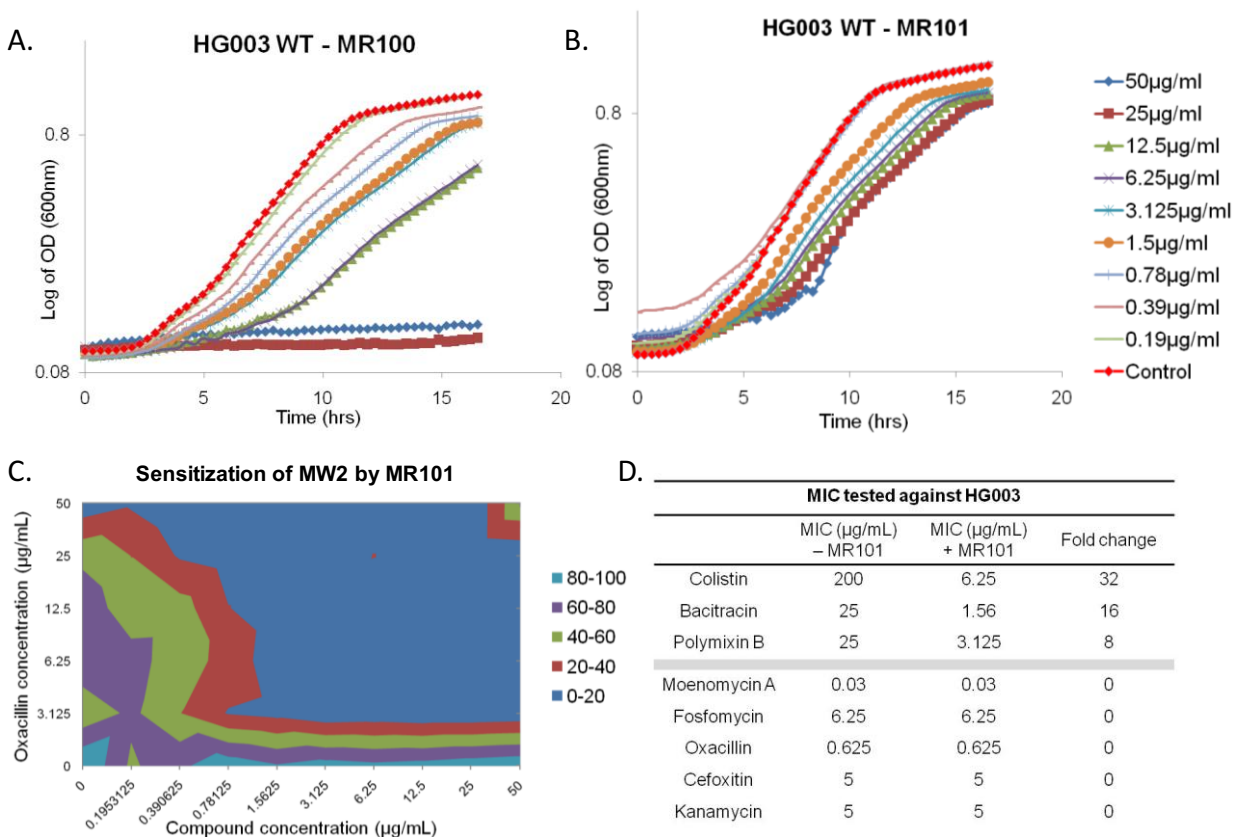 A.
HG003 WT - MR100
Log of OD (600nm)
0.8
0.08
0 5 10 15 20
Time (hrs)
B.
HG003 WT - MR101
Log of OD (600nm)
0.8
0.08
0 5 10 15 20
Time (hrs)
50µg/ml
25µg/ml
12.5µg/ml
6.25µg/ml
3.125µg/ml
1.5µg/ml
0.78µg/ml
0.39µg/ml
0.19µg/ml
Control
C.
Sensitization of MW2 by MR101
Oxacillin concentration (µg/mL)
50
25
12.5
6.25
3.125
0
0 0.1953125 0.390625 0.78125 1.5625 3.125 6.25 12.5 25 50
Compound concentration (µg/mL)
80-100
60-80
40-60
20-40
0-20
D.
MIC tested against HG003
MIC (µg/mL) – MR101 MIC (µg/mL) + MR101 Fold change
Colistin 200 6.25 32
Bacitracin 25 1.56 16
Polymixin B 25 3.125 8
Moenomycin A 0.03 0.03 0
Fosfomycin 6.25 6.25 0
Oxacillin 0.625 0.625 0
Cefoxitin 5 5 0
Kanamycin 5 5 0